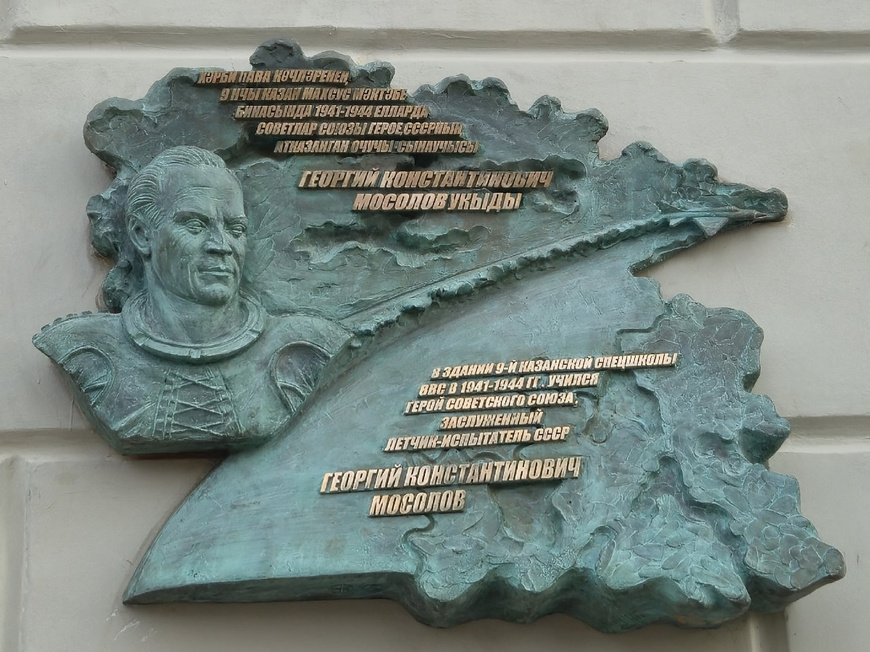 ҺӘРБИ ҺАВА КӨЧЛӘРЕНЕҢ
9 НЧЫ КАЗАН МАХСУС МӘКТӘБЕ
БИНАСЫНДА 1941-1944 ЕЛЛАРДА
СОВЕТЛАР СОЮЗЫ ГЕРОЕ, СССРНЫҢ
АТКАЗАНГАН ОЧУЧЫ-СЫНАУЧЫСЫ
ГЕОРГИЙ КОНСТАНТИНОВИЧ
МОСОЛОВ УКЫДЫ
В ЗДАНИИ 9-Й КАЗАНСКОЙ СПЕЦШКОЛЫ
ВВС В 1941-1944 ГГ. УЧИЛСЯ
ГЕРОЙ СОВЕТСКОГО СОЮЗА,
ЗАСЛУЖЕННЫЙ
ЛЕТЧИК-ИСПЫТАТЕЛЬ СССР
ГЕОРГИЙ КОНСТАНТИНОВИЧ
МОСОЛОВ